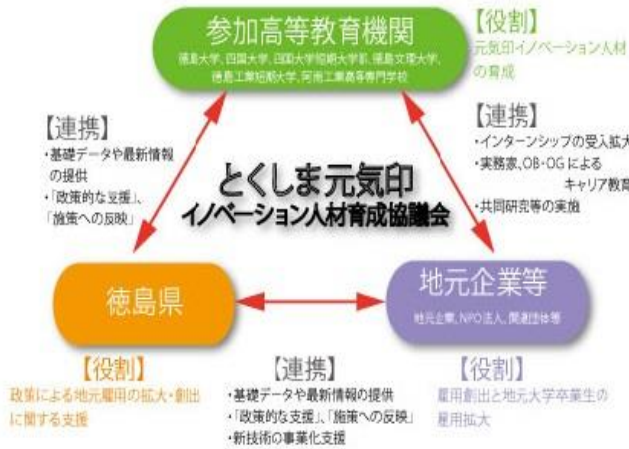 参加高等教育機関
徳島大学、四国大学、四国大学短期大学部、徳島文理大学、
徳島工業短期大学、阿南工業高等専門学校
【役割】
元気印イノベーション人材
の育成
【連携】
・基礎データや最新情報
の提供
・「政策的な支援」、
「施策への反映」
【連携】
・インターンシップの受入拡大
・実務家、OB・OGによる
キャリア教育
・共同研究等の実施
とくしま元気印
イノベーション人材育成協議会
徳島県
地元企業等
地元企業、NPO法人、関連団体等
【役割】
政策による地元雇用の拡大・創出
に関する支援
【連携】
・基礎データや最新情報の提供
・「政策的な支援」、「施策への反映」
・新技術の事業化支援
【役割】
雇用創出と地元大学卒業生の
雇用拡大